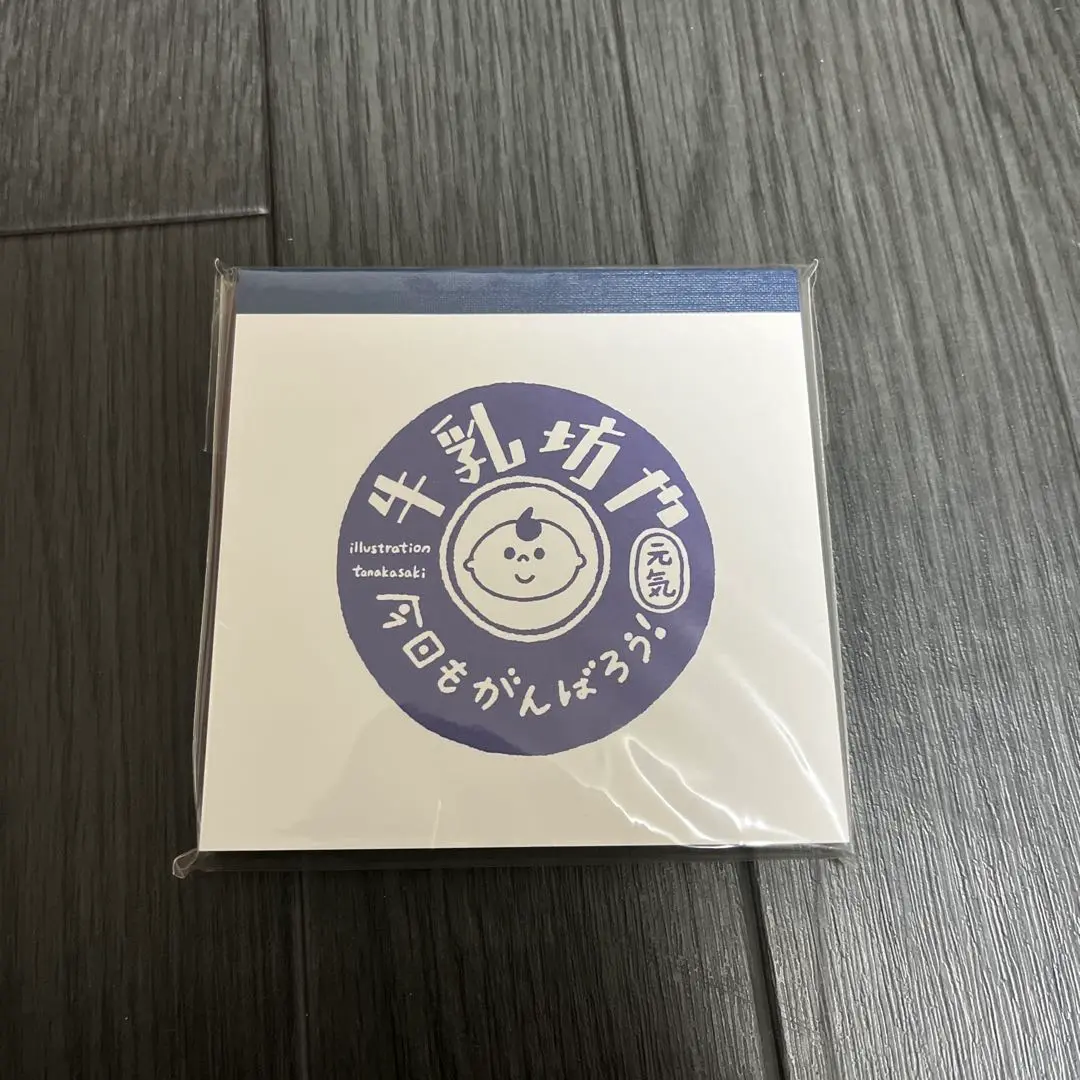 牛乳坊や
illustration
tanakasaki
元気
今日もがんばろう!